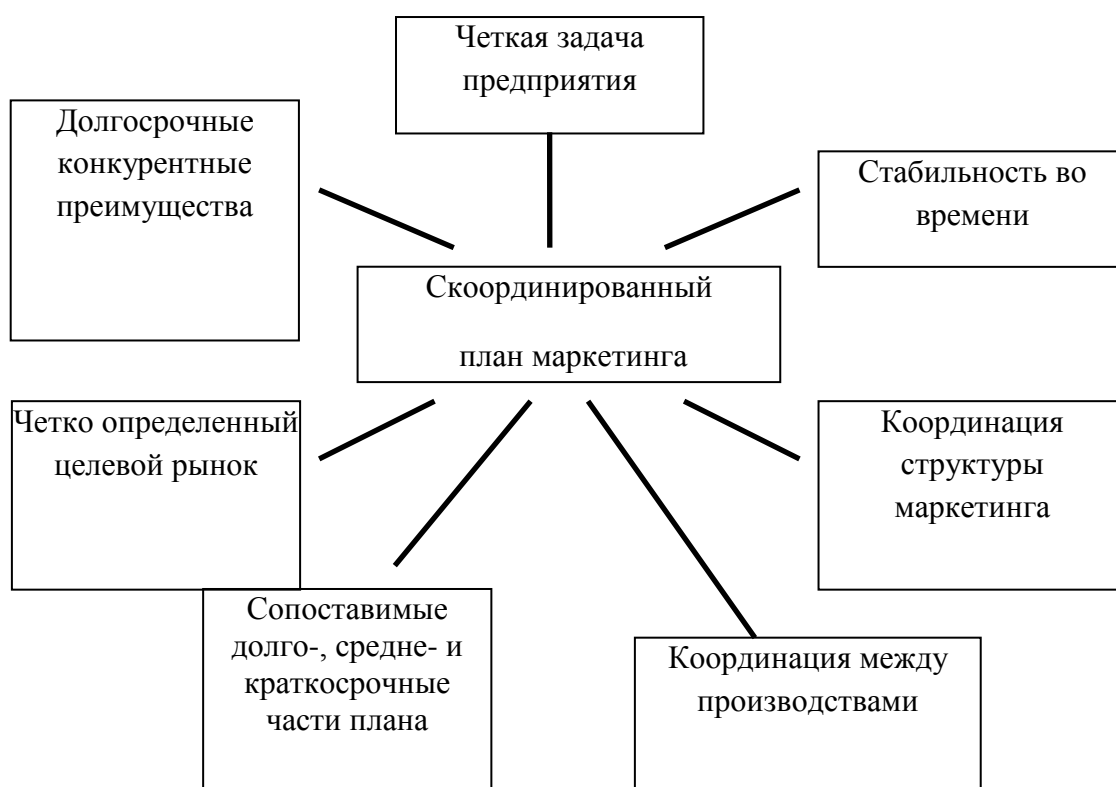 Четкая задача
предприятия
Долгосрочные
конкурентные
преимущества
Стабильность во
времени
Скоординированный
план маркетинга
Четко определенный
целевой рынок
Координация
структуры
маркетинга
Сопоставимые
долго-, средне- и
краткосрочные
части плана
Координация между
производствами